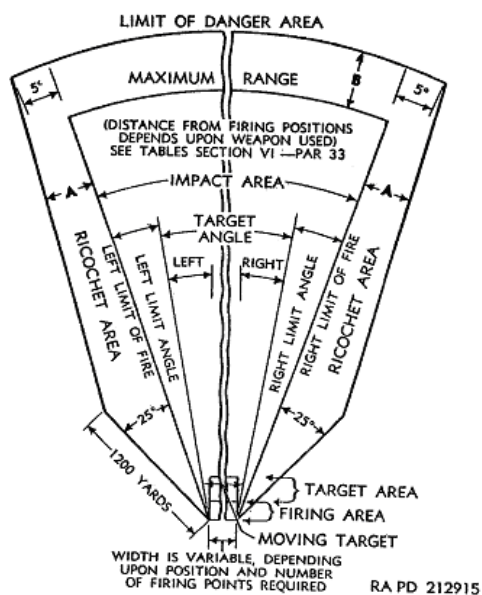 LIMIT OF DANGER AREA
5°
MAXIMUM RANGE
B
5°
(DISTANCE FROM FIRING POSITIONS
DEPENDS UPON WEAPON USED)
SEE TABLES SECTION VI — PAR 33
A
IMPACT AREA
A
TARGET
ANGLE
LEFT
RIGHT
RICOCHET AREA
LEFT LIMIT OF FIRE
LEFT LIMIT ANGLE
RIGHT LIMIT ANGLE
RIGHT LIMIT OF FIRE
RICOCHET AREA
25°
25°
1200 YARDS
TARGET AREA
FIRING AREA
MOVING TARGET
WIDTH IS VARIABLE, DEPENDING
UPON POSITION AND NUMBER
OF FIRING POINTS REQUIRED
RA PD 212915